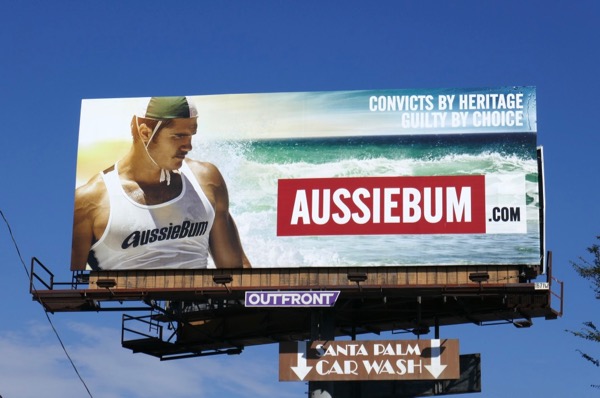 CONVICTS BY HERITAGE
GUILTY BY CHOICE
aussieBum
AUSSIEBUM .COM
OUTFRONT/
SANTA PALM
CAR WASH